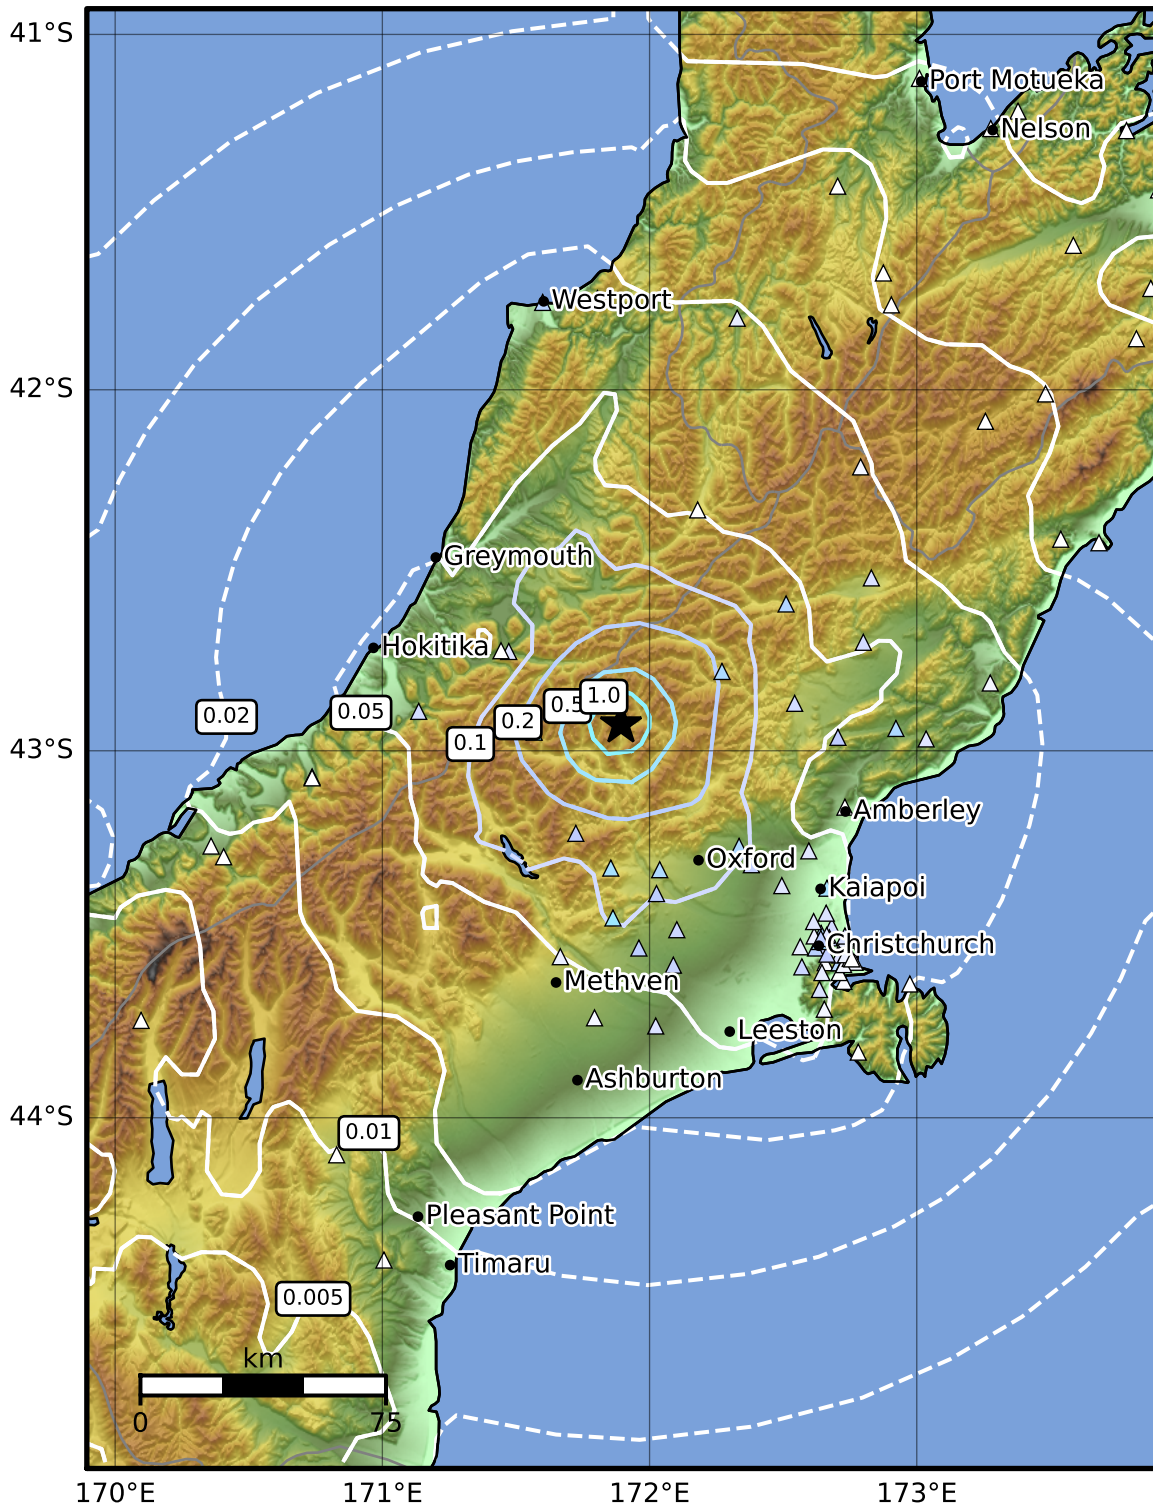 41°S
Port Motueka
Nelson
Westport
42°S
Greymouth
Hokitika
1.0
0.5
0.05
0.02
0.2
0.1
43°S
Amberley
Oxford
Kaiapoi
Christchurch
Methven
Leeston
Ashburton
44°S
0.01
Pleasant Point
Timaru
0.005
km
0
75
170°E
171°E
172°E
173°E